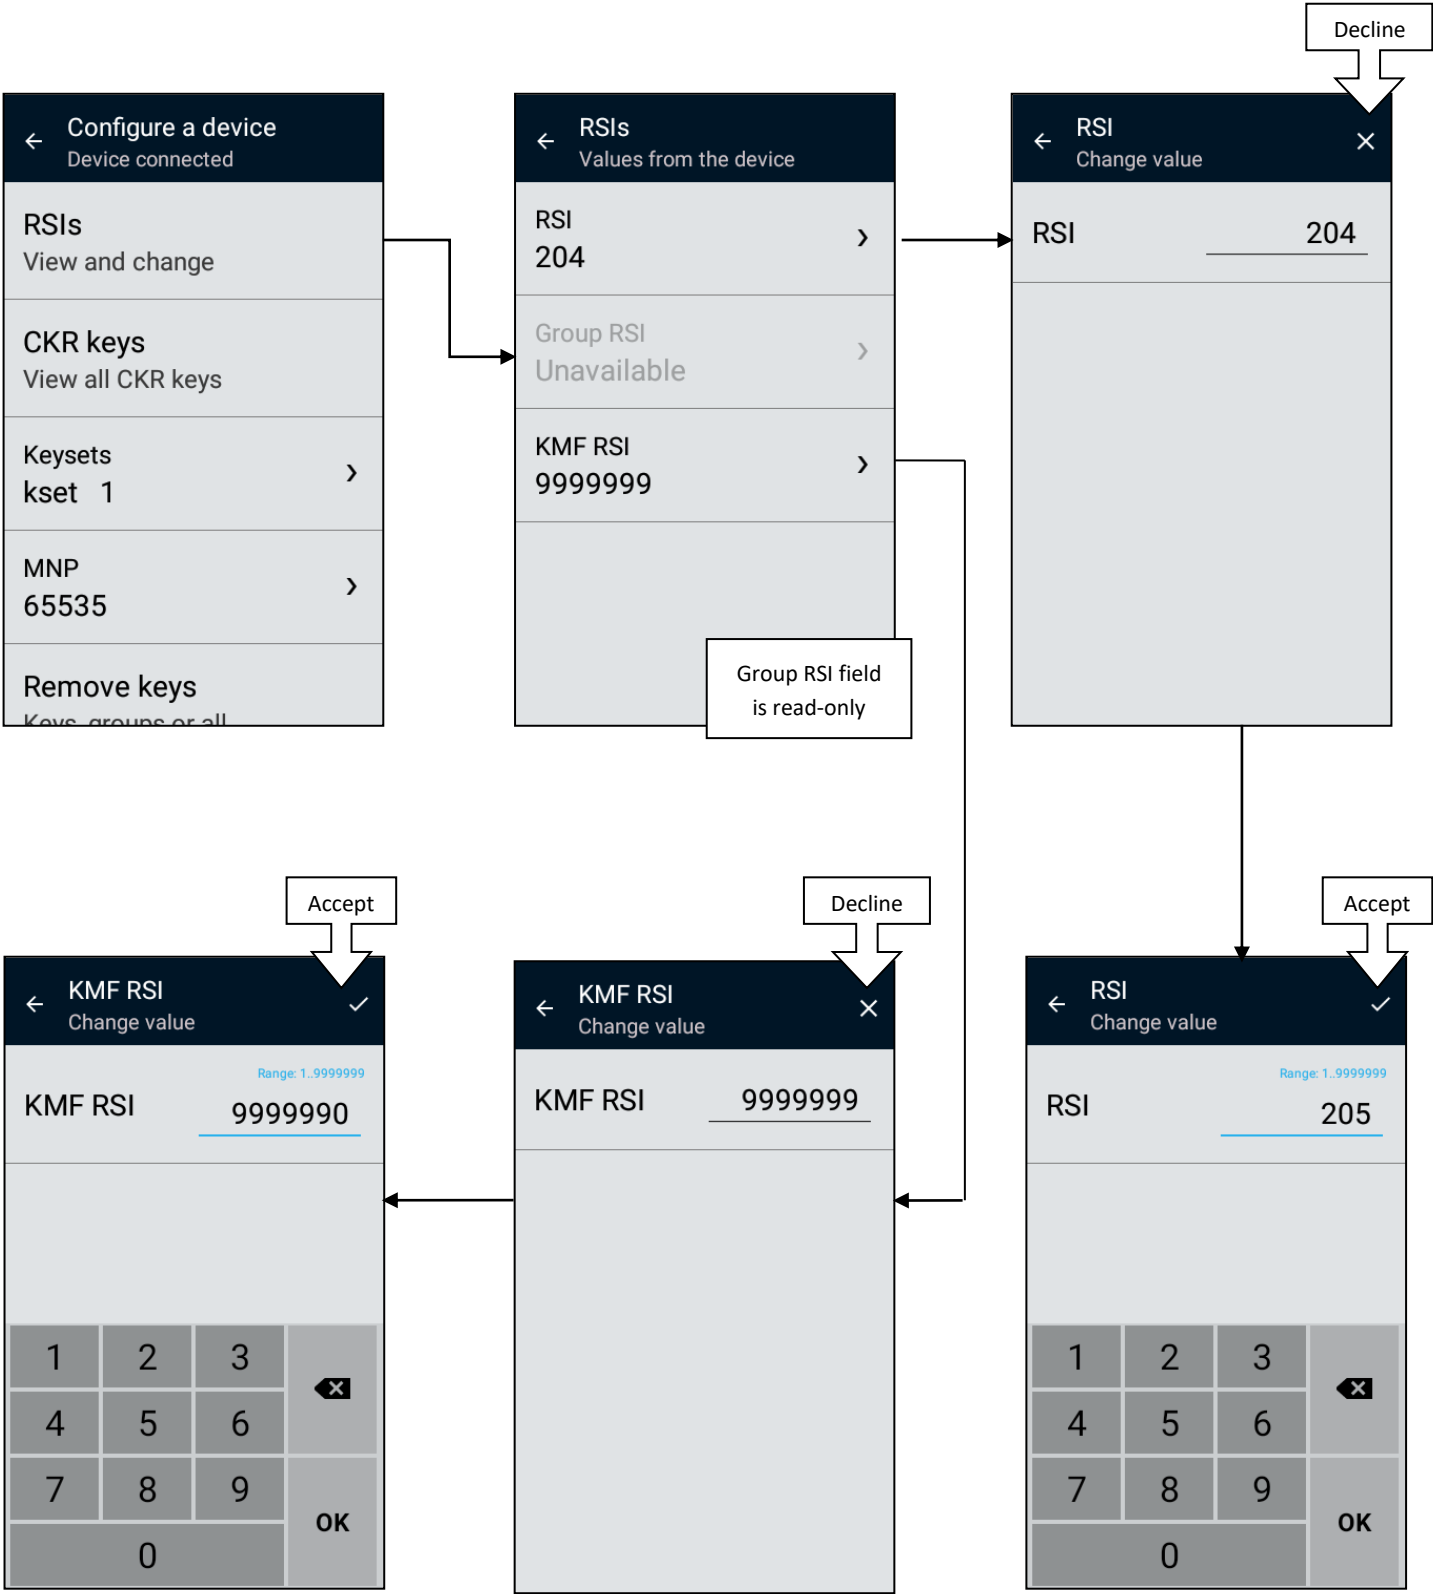 Decline
Configure a device
Device connected
RSIs
View and change
CKR keys
View all CKR keys
Keysets
kset 1
MNP
65535
Remove keys
Keys, groups or all
RSIs
Values from the device
RSI
204
Group RSI
Unavailable
KMF RSI
9999999
Group RSI field
is read-only
RSI
Change value
RSI 204
Accept
KMF RSI
Change value
Range: 1..9999999
KMF RSI 9999990
1 2 3
4 5 6
7 8 9
OK
0
Decline
KMF RSI
Change value
KMF RSI 9999999
Accept
RSI
Change value
Range: 1..9999999
RSI 205
1 2 3
4 5 6
7 8 9
OK
0